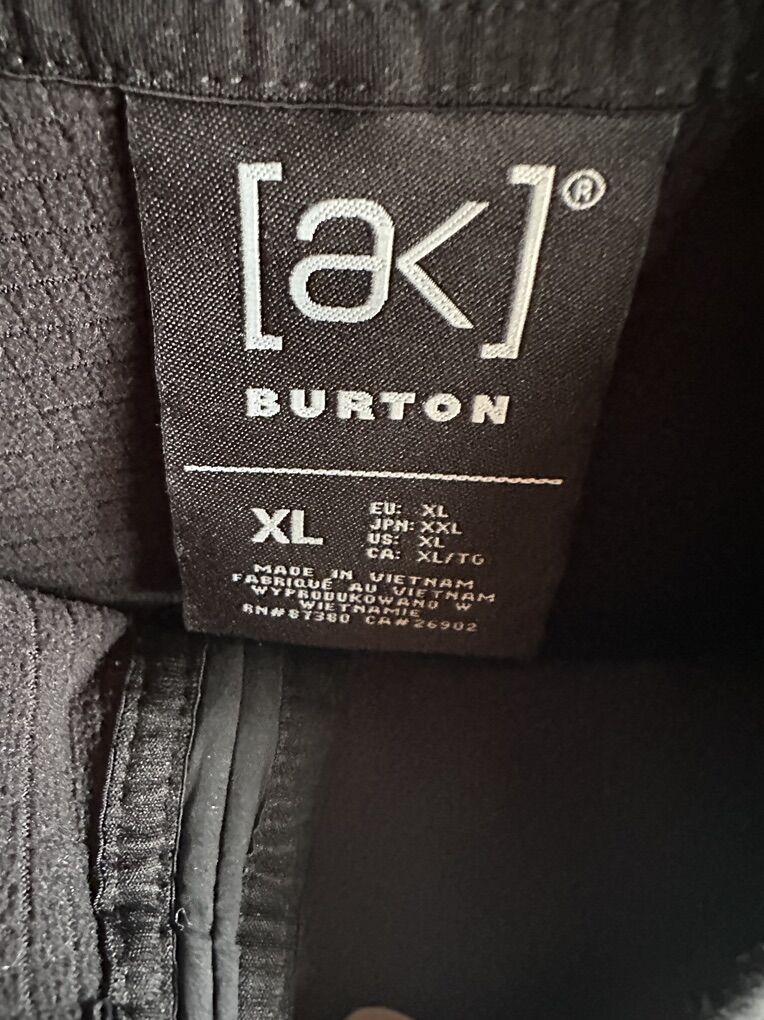 [ak]®
BURTON
XL
EU: XL
JPN: XXL
US: XL
CA: XL/TG
MADE IN VIETNAM
FABRIQUÉ AU VIETNAM
WYPRODUKOWANO W
WIETNAMIE
RN#87380 CA#26902